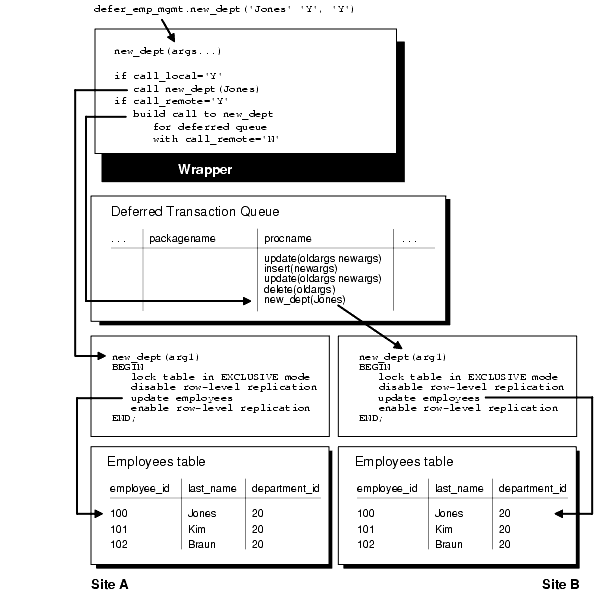 defer_emp_mgmt.new_dept('Jones' 'Y', 'Y')
new_dept(args...)
if call_local='Y'
call new_dept(Jones)
if call_remote='Y'
build call to new_dept
for deferred queue
with call_remote='N'
Wrapper
Deferred Transaction Queue
... packagename procname ...
update(oldargs newargs)
insert(newargs)
update(oldargs newargs)
delete(oldargs)
new_dept(Jones)
new_dept(arg1)
BEGIN
lock table in EXCLUSIVE mode
disable row-level replication
update employees
enable row-level replication
END;
new_dept(arg1)
BEGIN
lock table in EXCLUSIVE mode
disable row-level replication
update employees
enable row-level replication
END;
Employees table
employee_id last_name department_id
100 Jones 20
101 Kim 20
102 Braun 20
Employees table
employee_id last_name department_id
100 Jones 20
101 Kim 20
102 Braun 20
Site A
Site B